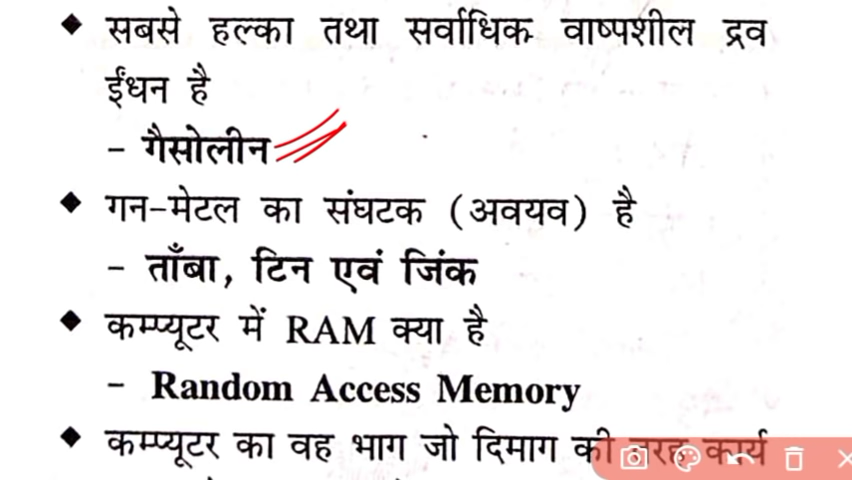 ◆ सबसे हल्का तथा सर्वाधिक वाष्पशील द्रव
ईंधन है
- गैसोलीन
◆ गन-मेटल का संघटक (अवयव) है
- ताँबा, टिन एवं जिंक
◆ कम्प्यूटर में RAM क्या है
- Random Access Memory
◆ कम्प्यूटर का वह भाग जो दिमाग की तरह कार्य